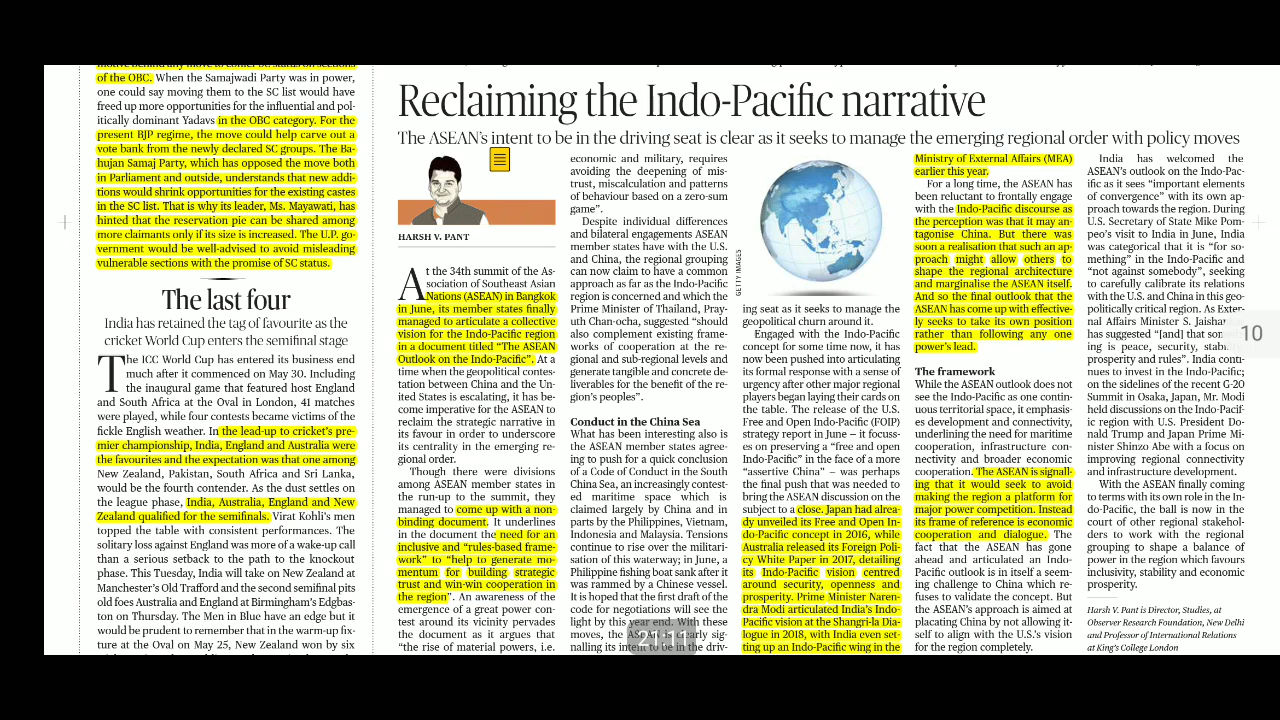 of the OBC. When the Samajwadi Party was in power,
one could say moving them to the SC list would have
freed up more opportunities for the influential and pol-
itically dominant Yadavs in the OBC category. For the
present BJP regime, the move could help carve out a
vote bank from the newly declared SC groups. The Ba-
hujan Samaj Party, which has opposed the move both
in Parliament and outside, understands that new addi-
tions would shrink opportunities for the existing castes
in the SC list. That is why its leader, Ms. Mayawati, has
hinted that the reservation pie can be shared among
more claimants only if its size is increased. The U.P. go-
vernment would be well-advised to avoid misleading
vulnerable sections with the promise of SC status.
The last four
India has retained the tag of favourite as the
cricket World Cup enters the semifinal stage
The ICC World Cup has entered its business end
much after it commenced on May 30. Including
the inaugural game that featured host England
and South Africa at the Oval in London, 41 matches
were played, while four contests became victims of the
fickle English weather. In the lead-up to cricket's pre-
mier championship, India, England and Australia were
the favourites and the expectation was that one among
New Zealand, Pakistan, South Africa and Sri Lanka,
would be the fourth contender. As the dust settles on
the league phase, India, Australia, England and New
Zealand qualified for the semifinals. Virat Kohli's men
topped the table with consistent performances. The
solitary loss against England was more of a wake-up call
than a serious setback to the path to the knockout
phase. This Tuesday, India will take on New Zealand at
Manchester's Old Trafford and the second semifinal pits
old foes Australia and England at Birmingham's Edgbas-
ton on Thursday. The Men in Blue have an edge but it
would be prudent to remember that in the warm-up fix-
ture at the Oval on May 25, New Zealand won by six
Reclaiming the Indo-Pacific narrative
The ASEAN's intent to be in the driving seat is clear as it seeks to manage the emerging regional order with policy moves
HARSH V. PANT
At the 34th summit of the As-
sociation of Southeast Asian
Nations (ASEAN) in Bangkok
in June, its member states finally
managed to articulate a collective
vision for the Indo-Pacific region
in a document titled "The ASEAN
Outlook on the Indo-Pacific". At a
time when the geopolitical contes-
tation between China and the Un-
ited States is escalating, it has be-
come imperative for the ASEAN to
reclaim the strategic narrative in
its favour in order to underscore
its centrality in the emerging re-
gional order.
Though there were divisions
among ASEAN member states in
the run-up to the summit, they
managed to come up with a non-
binding document. It underlines
in the document the need for an
inclusive and "rules-based frame-
work" to "help to generate mo-
mentum for building strategic
trust and win-win cooperation in
the region". An awareness of the
emergence of a great power con-
test around its vicinity pervades
the document as it argues that
"the rise of material powers, i.e.
economic and military, requires
avoiding the deepening of mis-
trust, miscalculation and patterns
of behaviour based on a zero-sum
game".
Despite individual differences
and bilateral engagements ASEAN
member states have with the U.S.
and China, the regional grouping
can now claim to have a common
approach as far as the Indo-Pacific
region is concerned and which the
Prime Minister of Thailand, Pray-
uth Chan-ocha, suggested "should
also complement existing frame-
works of cooperation at the re-
gional and sub-regional levels and
generate tangible and concrete de-
liverables for the benefit of the re-
gion's peoples".
Conduct in the China Sea
What has been interesting also is
the ASEAN member states agree-
ing to push for a quick conclusion
of a Code of Conduct in the South
China Sea, an increasingly contest-
ed maritime space which is
claimed largely by China and in
parts by the Philippines, Vietnam,
Indonesia and Malaysia. Tensions
continue to rise over the militari-
sation of this waterway; in June, a
Philippine fishing boat sank after it
was rammed by a Chinese vessel.
It is hoped that the first draft of the
code for negotiations will see the
light by this year end. With these
moves, the ASEAN is clearly sig-
nalling its intent to be in the driv-
GETTY IMAGES
ing seat as it seeks to manage the
geopolitical churn around it.
Engaged with the Indo-Pacific
concept for some time now, it has
now been pushed into articulating
its formal response with a sense of
urgency after other major regional
players began laying their cards on
the table. The release of the U.S.
Free and Open Indo-Pacific (FOIP)
strategy report in June – it focuss-
es on preserving a "free and open
Indo-Pacific" in the face of a more
"assertive China" – was perhaps
the final push that was needed to
bring the ASEAN discussion on the
subject to a close. Japan had alrea-
dy unveiled its Free and Open In-
do-Pacific concept in 2016, while
Australia released its Foreign Poli-
cy White Paper in 2017, detailing
its Indo-Pacific vision centred
around security, openness and
prosperity. Prime Minister Naren-
dra Modi articulated India's Indo-
Pacific vision at the Shangri-la Dia-
logue in 2018, with India even set-
ting up an Indo-Pacific wing in the
Ministry of External Affairs (MEA)
earlier this year.
For a long time, the ASEAN has
been reluctant to frontally engage
with the Indo-Pacific discourse as
the perception was that it may an-
tagonise China. But there was
soon a realisation that such an ap-
proach might allow others to
shape the regional architecture
and marginalise the ASEAN itself.
And so the final outlook that the
ASEAN has come up with effective-
ly seeks to take its own position
rather than following any one
power's lead.
The framework
While the ASEAN outlook does not
see the Indo-Pacific as one contin-
uous territorial space, it emphasis-
es development and connectivity,
underlining the need for maritime
cooperation, infrastructure con-
nectivity and broader economic
cooperation. The ASEAN is signall-
ing that it would seek to avoid
making the region a platform for
major power competition. Instead
its frame of reference is economic
cooperation and dialogue. The
fact that the ASEAN has gone
ahead and articulated an Indo-
Pacific outlook is in itself a seem-
ing challenge to China which re-
fuses to validate the concept. But
the ASEAN's approach is aimed at
placating China by not allowing it-
self to align with the U.S.'s vision
for the region completely.
India has welcomed the
ASEAN's outlook on the Indo-Pac-
ific as it sees "important elements
of convergence" with its own ap-
proach towards the region. During
U.S. Secretary of State Mike Pom-
peo's visit to India in June, India
was categorical that it is "for so-
mething" in the Indo-Pacific and
"not against somebody", seeking
to carefully calibrate its relations
with the U.S. and China in this geo-
politically critical area. As Exter-
nal Affairs Minister S. Jaishan
has suggested "[and] that som
ing is peace, security, stab
prosperity and rules". India conti-
nues to invest in the Indo-Pacific;
on the sidelines of the recent G-20
Summit in Osaka, Japan, Mr. Modi
held discussions on the Indo-Pacif-
ic region with U.S. President Do-
nald Trump and Japan Prime Mi-
nister Shinzo Abe with a focus on
improving regional connectivity
and infrastructure development.
With the ASEAN finally coming
to terms with its own role in the In-
do-Pacific, the ball is now in the
court of other regional stakehol-
ders to work with the regional
grouping to shape a balance of
power in the region which favours
inclusivity, stability and economic
prosperity.
Harsh V. Pant is Director, Studies, at
Observer Research Foundation, New Delhi
and Professor of International Relations
at King's College London
10